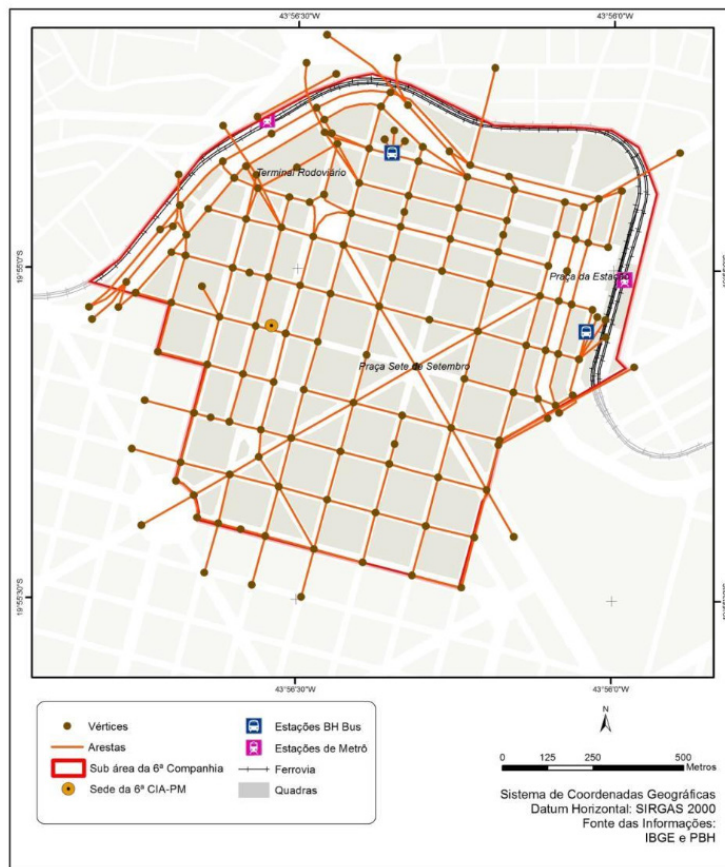 43°56'30"W
43°56'0"W
Terminal Rodoviário
19°55'0"S
Praça da Estação
Praça Sete de Setembro
19°55'30"S
43°56'30"W
43°56'0"W
N
Vértices
Arestas
Sub área da 6ª Companhia
Sede da 6ª CIA-PM
Estações BH Bus
Estações de Metrô
Ferrovia
Quadras
0 125 250 500
Metros
Sistema de Coordenadas Geográficas
Datum Horizontal: SIRGAS 2000
Fonte das Informações:
IBGE e PBH